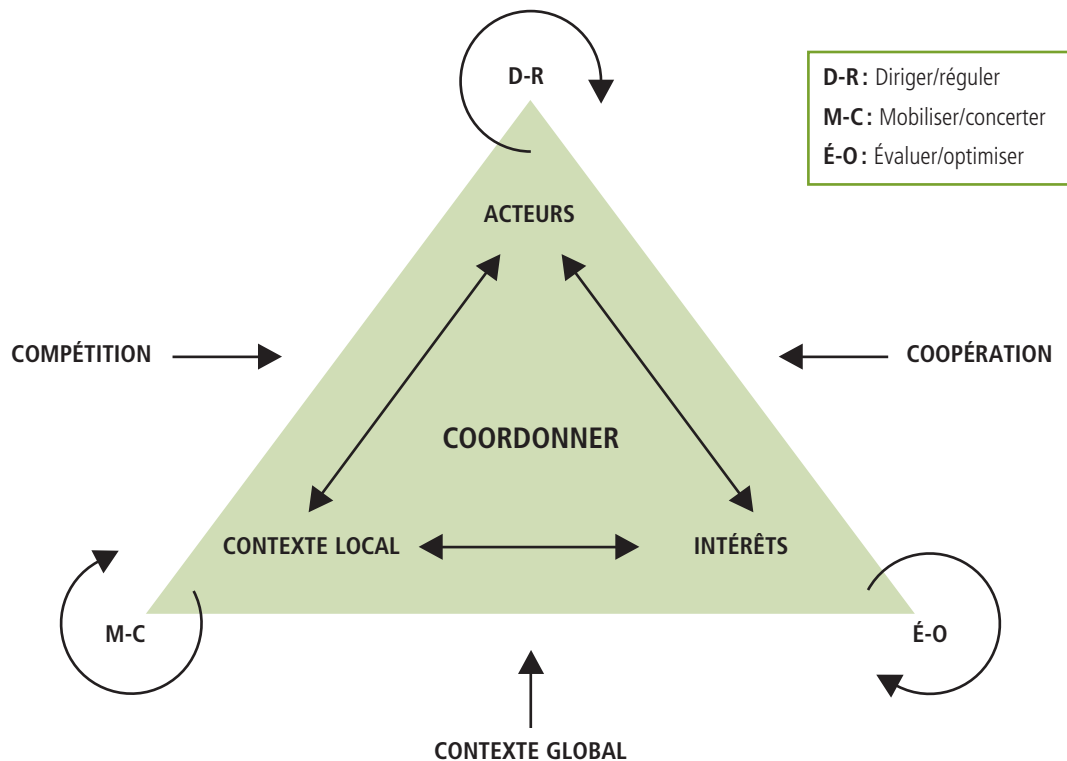 D-R
D-R : Diriger/réguler
M-C : Mobiliser/concerter
É-O : Évaluer/optimiser
ACTEURS
COMPÉTITION
COOPÉRATION
COORDONNER
CONTEXTE LOCAL
INTÉRÊTS
M-C
É-O
CONTEXTE GLOBAL